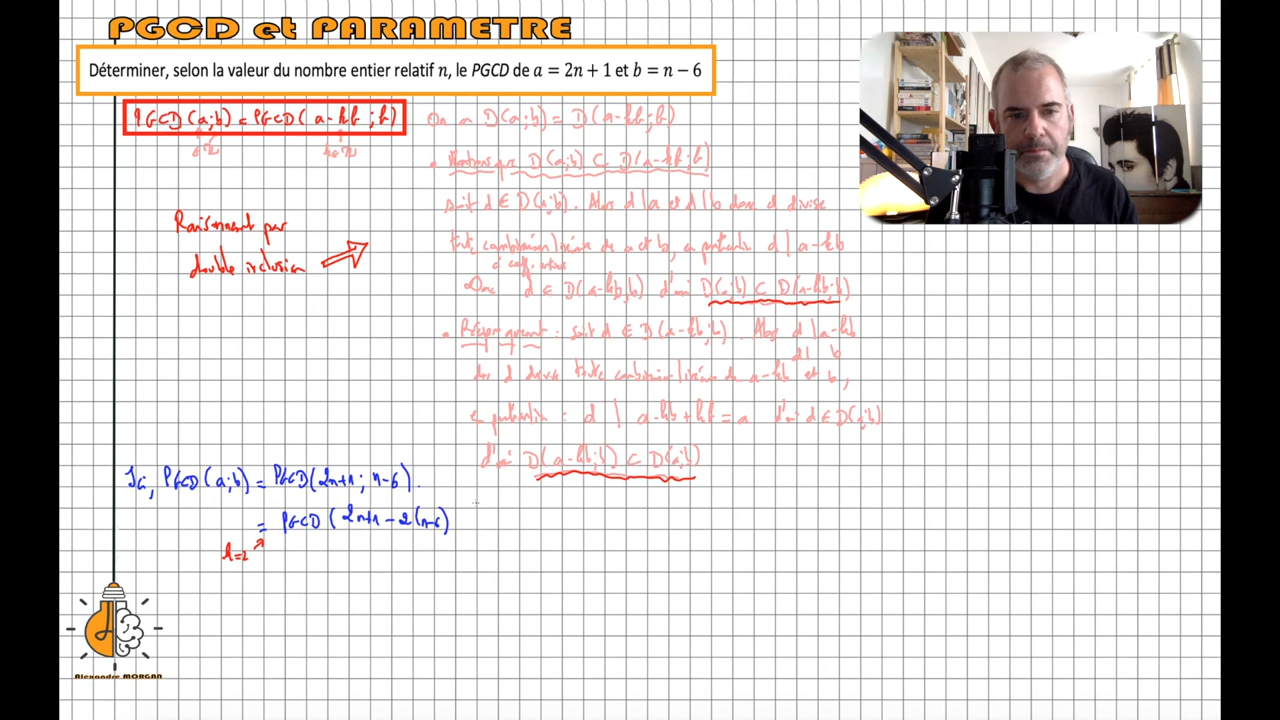 PGCD et PARAMETRE
Déterminer, selon la valeur du nombre entier relatif n, le PGCD de a = 2n + 1 et b = n − 6
PGCD(a;b) = PGCD(a-kb;b)
∈ℤ k∈ℤ
Raisonnement par
double inclusion
On a D(a;b) = D(a-kb;b)
• Montrons que D(a;b) ⊂ D(a-kb;b)
soit d ∈ D(a;b). Alors d|a et d|b donc d divise
toute combinaison linéaire de a et b, en particulier d | a-kb
à coeff. entiers
Donc d ∈ D(a-kb;b) d'où D(a;b) ⊂ D(a-kb;b)
• Réciproquement : soit d ∈ D(a-kb;b). Alors d | a-kb
d | b
donc d divise toute combinaison linéaire de a-kb et b,
en particulier : d | a-kb+kb = a d'où d ∈ D(a;b)
d'où D(a-kb;b) ⊂ D(a;b)
Ici, PGCD(a;b) = PGCD(2n+1; n-6).
= PGCD(2n+1-2(n-6)
k=2
Alexandre MORGAN